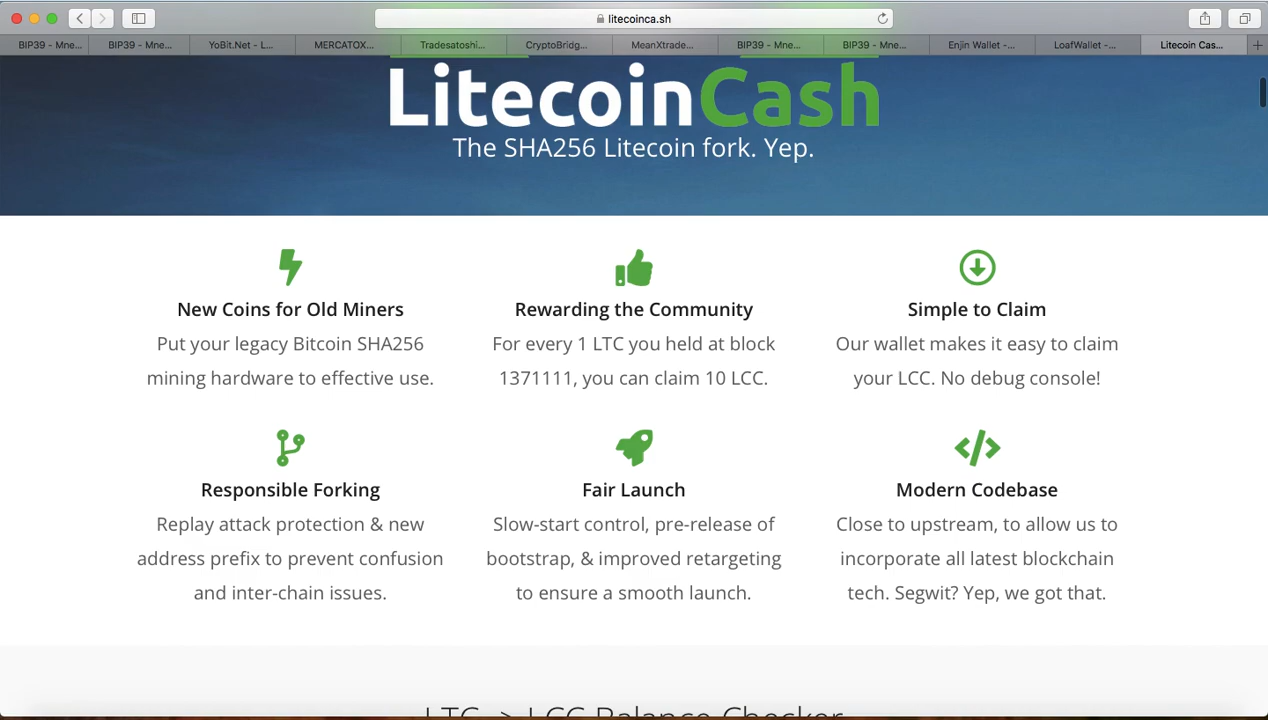 litecoinca.sh
BIP39 - Mne...
BIP39 - Mne...
YoBit.Net - L...
MERCATOX...
Tradesatoshi...
CryptoBridg...
MeanXtrade...
BIP39 - Mne...
BIP39 - Mne...
Enjin Wallet -...
LoafWallet -...
Litecoin Cas...
LitecoinCash
The SHA256 Litecoin fork. Yep.
New Coins for Old Miners
Put your legacy Bitcoin SHA256
mining hardware to effective use.
Rewarding the Community
For every 1 LTC you held at block
1371111, you can claim 10 LCC.
Simple to Claim
Our wallet makes it easy to claim
your LCC. No debug console!
Responsible Forking
Replay attack protection & new
address prefix to prevent confusion
and inter-chain issues.
Fair Launch
Slow-start control, pre-release of
bootstrap, & improved retargeting
to ensure a smooth launch.
Modern Codebase
Close to upstream, to allow us to
incorporate all latest blockchain
tech. Segwit? Yep, we got that.
LTC -> LCC Balance Checker